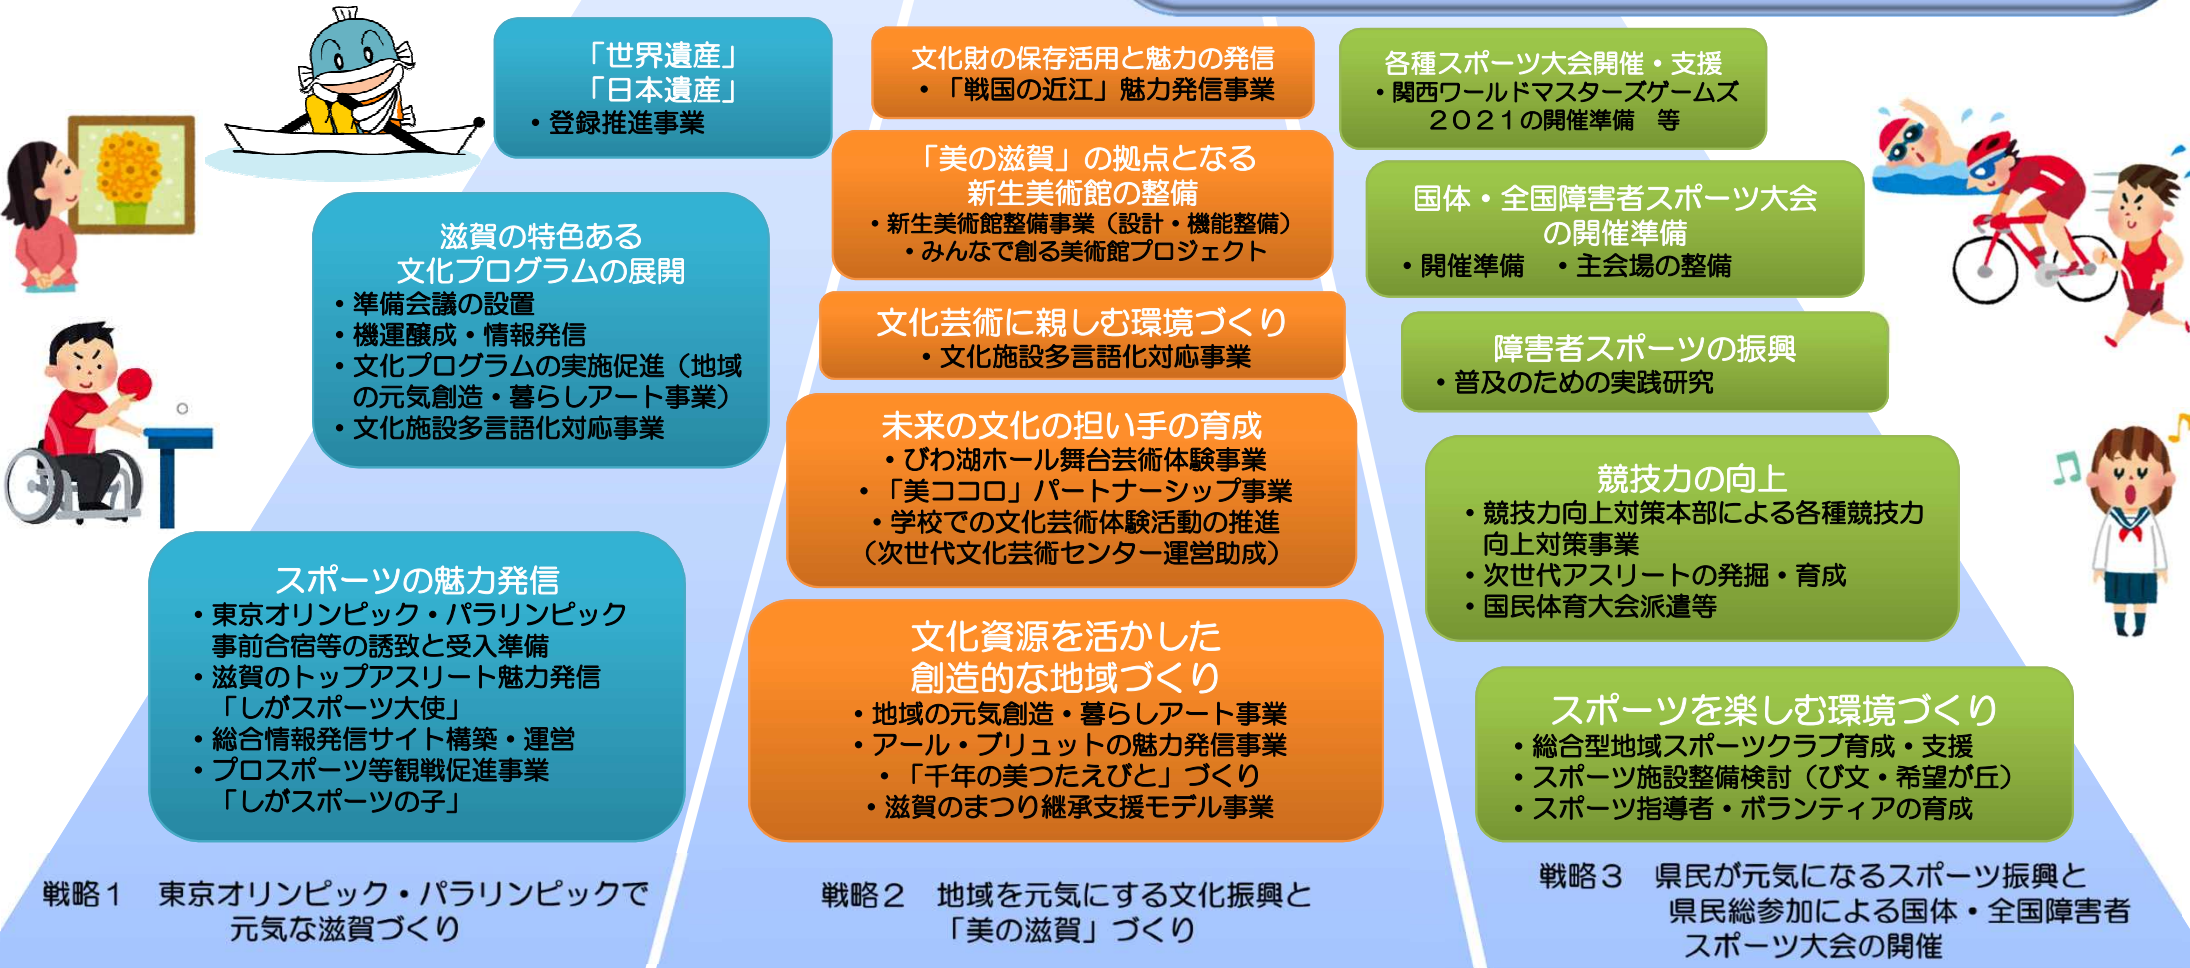 「世界遺産」
「日本遺産」
・登録推進事業
滋賀の特色ある
文化プログラムの展開
・準備会議の設置
・機運醸成・情報発信
・文化プログラムの実施促進（地域
の元気創造・暮らしアート事業）
・文化施設多言語化対応事業
スポーツの魅力発信
・東京オリンピック・パラリンピック
事前合宿等の誘致と受入準備
・滋賀のトップアスリート魅力発信
「しがスポーツ大使」
・総合情報発信サイト構築・運営
・プロスポーツ等観戦促進事業
「しがスポーツの子」
戦略１　東京オリンピック・パラリンピックで
元気な滋賀づくり
文化財の保存活用と魅力の発信
・「戦国の近江」魅力発信事業
「美の滋賀」の拠点となる
新生美術館の整備
・新生美術館整備事業（設計・機能整備）
・みんなで創る美術館プロジェクト
文化芸術に親しむ環境づくり
・文化施設多言語化対応事業
未来の文化の担い手の育成
・びわ湖ホール舞台芸術体験事業
・「美ココロ」パートナーシップ事業
・学校での文化芸術体験活動の推進
（次世代文化芸術センター運営助成）
文化資源を活かした
創造的な地域づくり
・地域の元気創造・暮らしアート事業
・アール・ブリュットの魅力発信事業
・「千年の美つたえびと」づくり
・滋賀のまつり継承支援モデル事業
戦略２　地域を元気にする文化振興と
「美の滋賀」づくり
各種スポーツ大会開催・支援
・関西ワールドマスターズゲームズ
２０２１の開催準備　等
国体・全国障害者スポーツ大会
の開催準備
・開催準備　・主会場の整備
障害者スポーツの振興
・普及のための実践研究
競技力の向上
・競技力向上対策本部による各種競技力
向上対策事業
・次世代アスリートの発掘・育成
・国民体育大会派遣等
スポーツを楽しむ環境づくり
・総合型地域スポーツクラブ育成・支援
・スポーツ施設整備検討（び文・希望が丘）
・スポーツ指導者・ボランティアの育成
戦略３　県民が元気になるスポーツ振興と
県民総参加による国体・全国障害者
スポーツ大会の開催